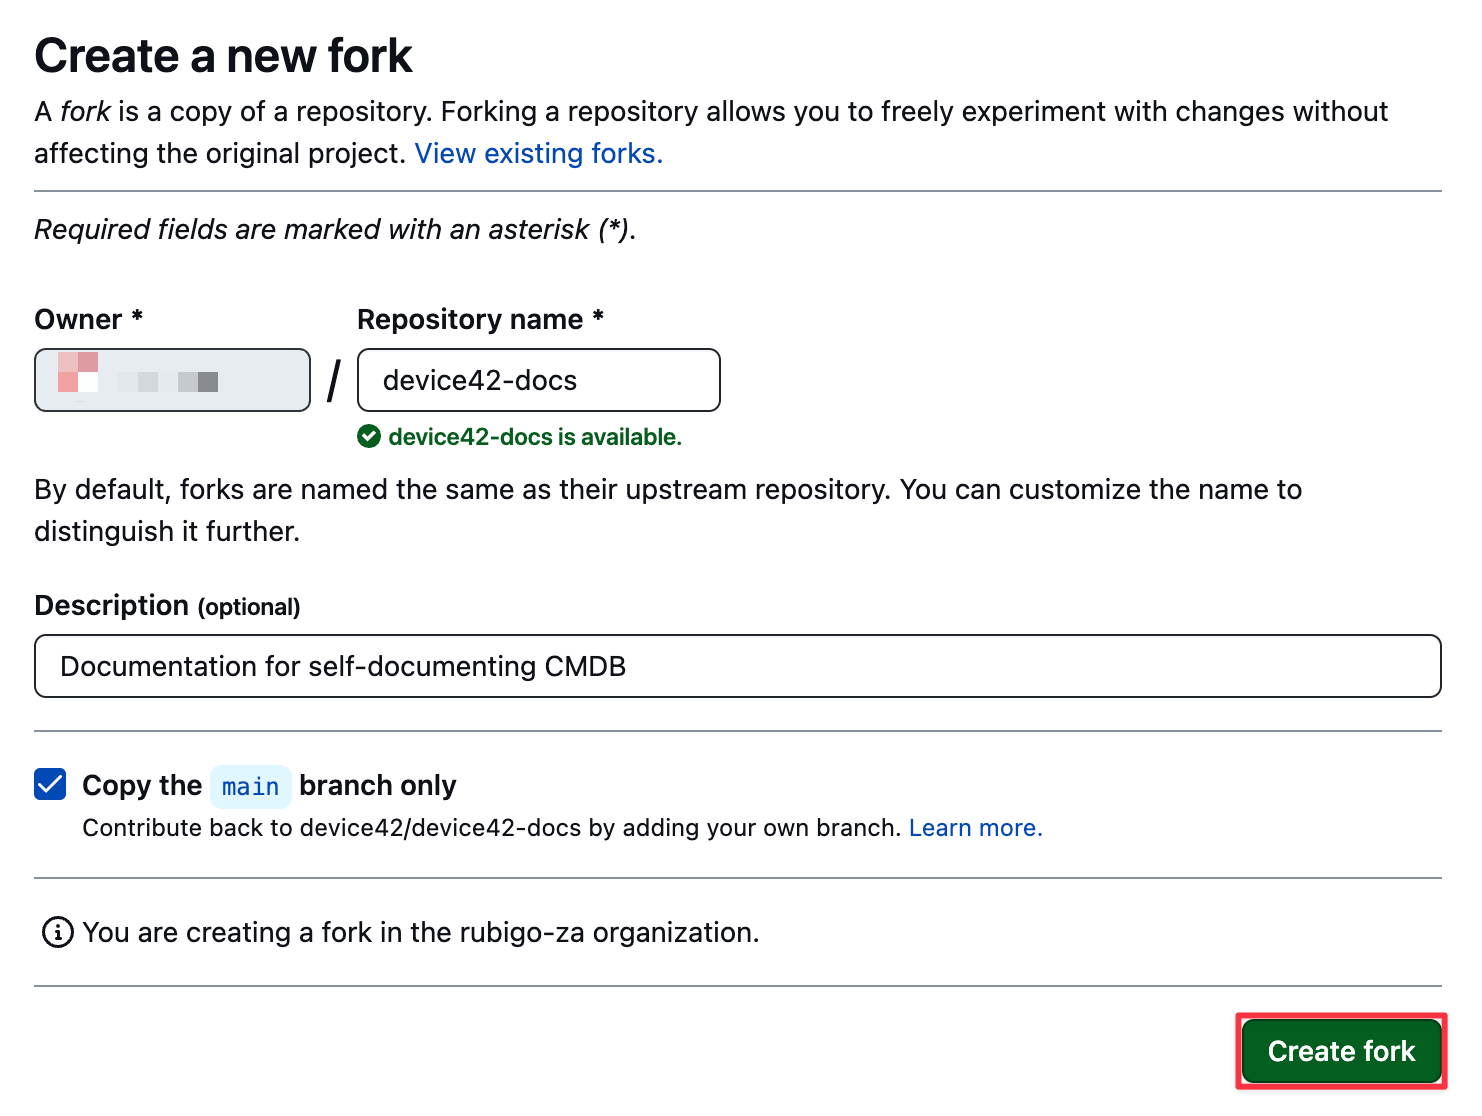 Create a new fork
A fork is a copy of a repository. Forking a repository allows you to freely experiment with changes without
affecting the original project. View existing forks.
Required fields are marked with an asterisk (*).
Owner *
Repository name *
/
device42-docs
device42-docs is available.
By default, forks are named the same as their upstream repository. You can customize the name to
distinguish it further.
Description (optional)
Documentation for self-documenting CMDB
Copy the main branch only
Contribute back to device42/device42-docs by adding your own branch. Learn more.
You are creating a fork in the rubigo-za organization.
Create fork